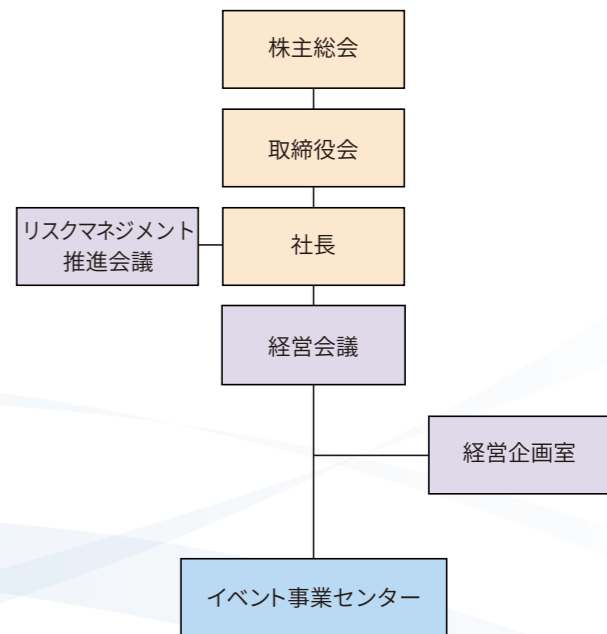 株主総会
取締役会
リスクマネジメント
推進会議
社長
経営会議
経営企画室
イベント事業センター